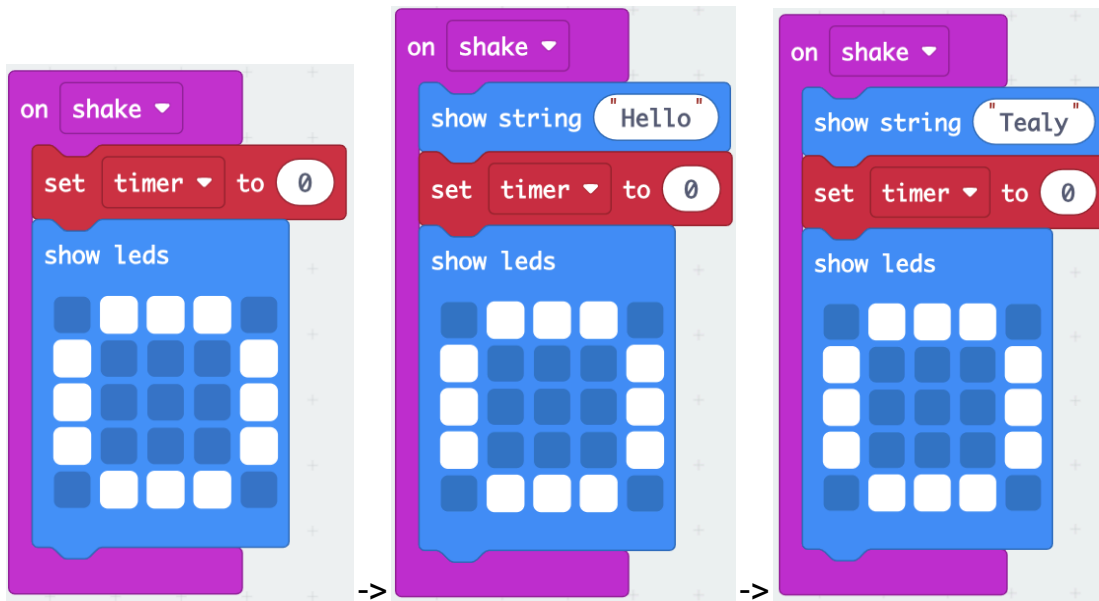 on shake
set timer to 0
show leds
->
on shake
show string "Hello"
set timer to 0
show leds
->
on shake
show string "Tealy"
set timer to 0
show leds